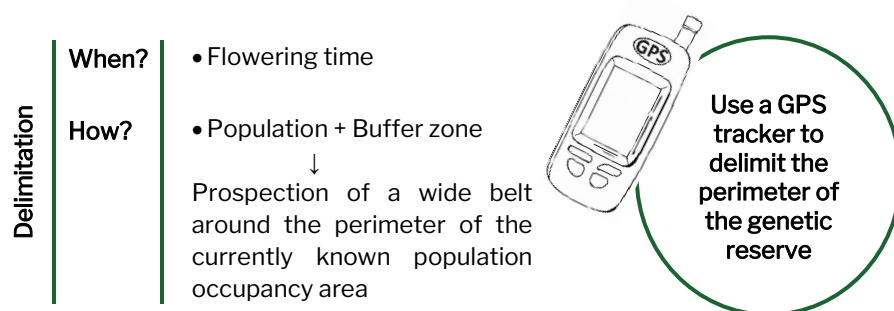 Delimitation
When?
• Flowering time
How?
• Population + Buffer zone
↓
Prospection of a wide belt
around the perimeter of the
currently known population
occupancy area
GPS
Use a GPS
tracker to
delimit the
perimeter of
the genetic
reserve